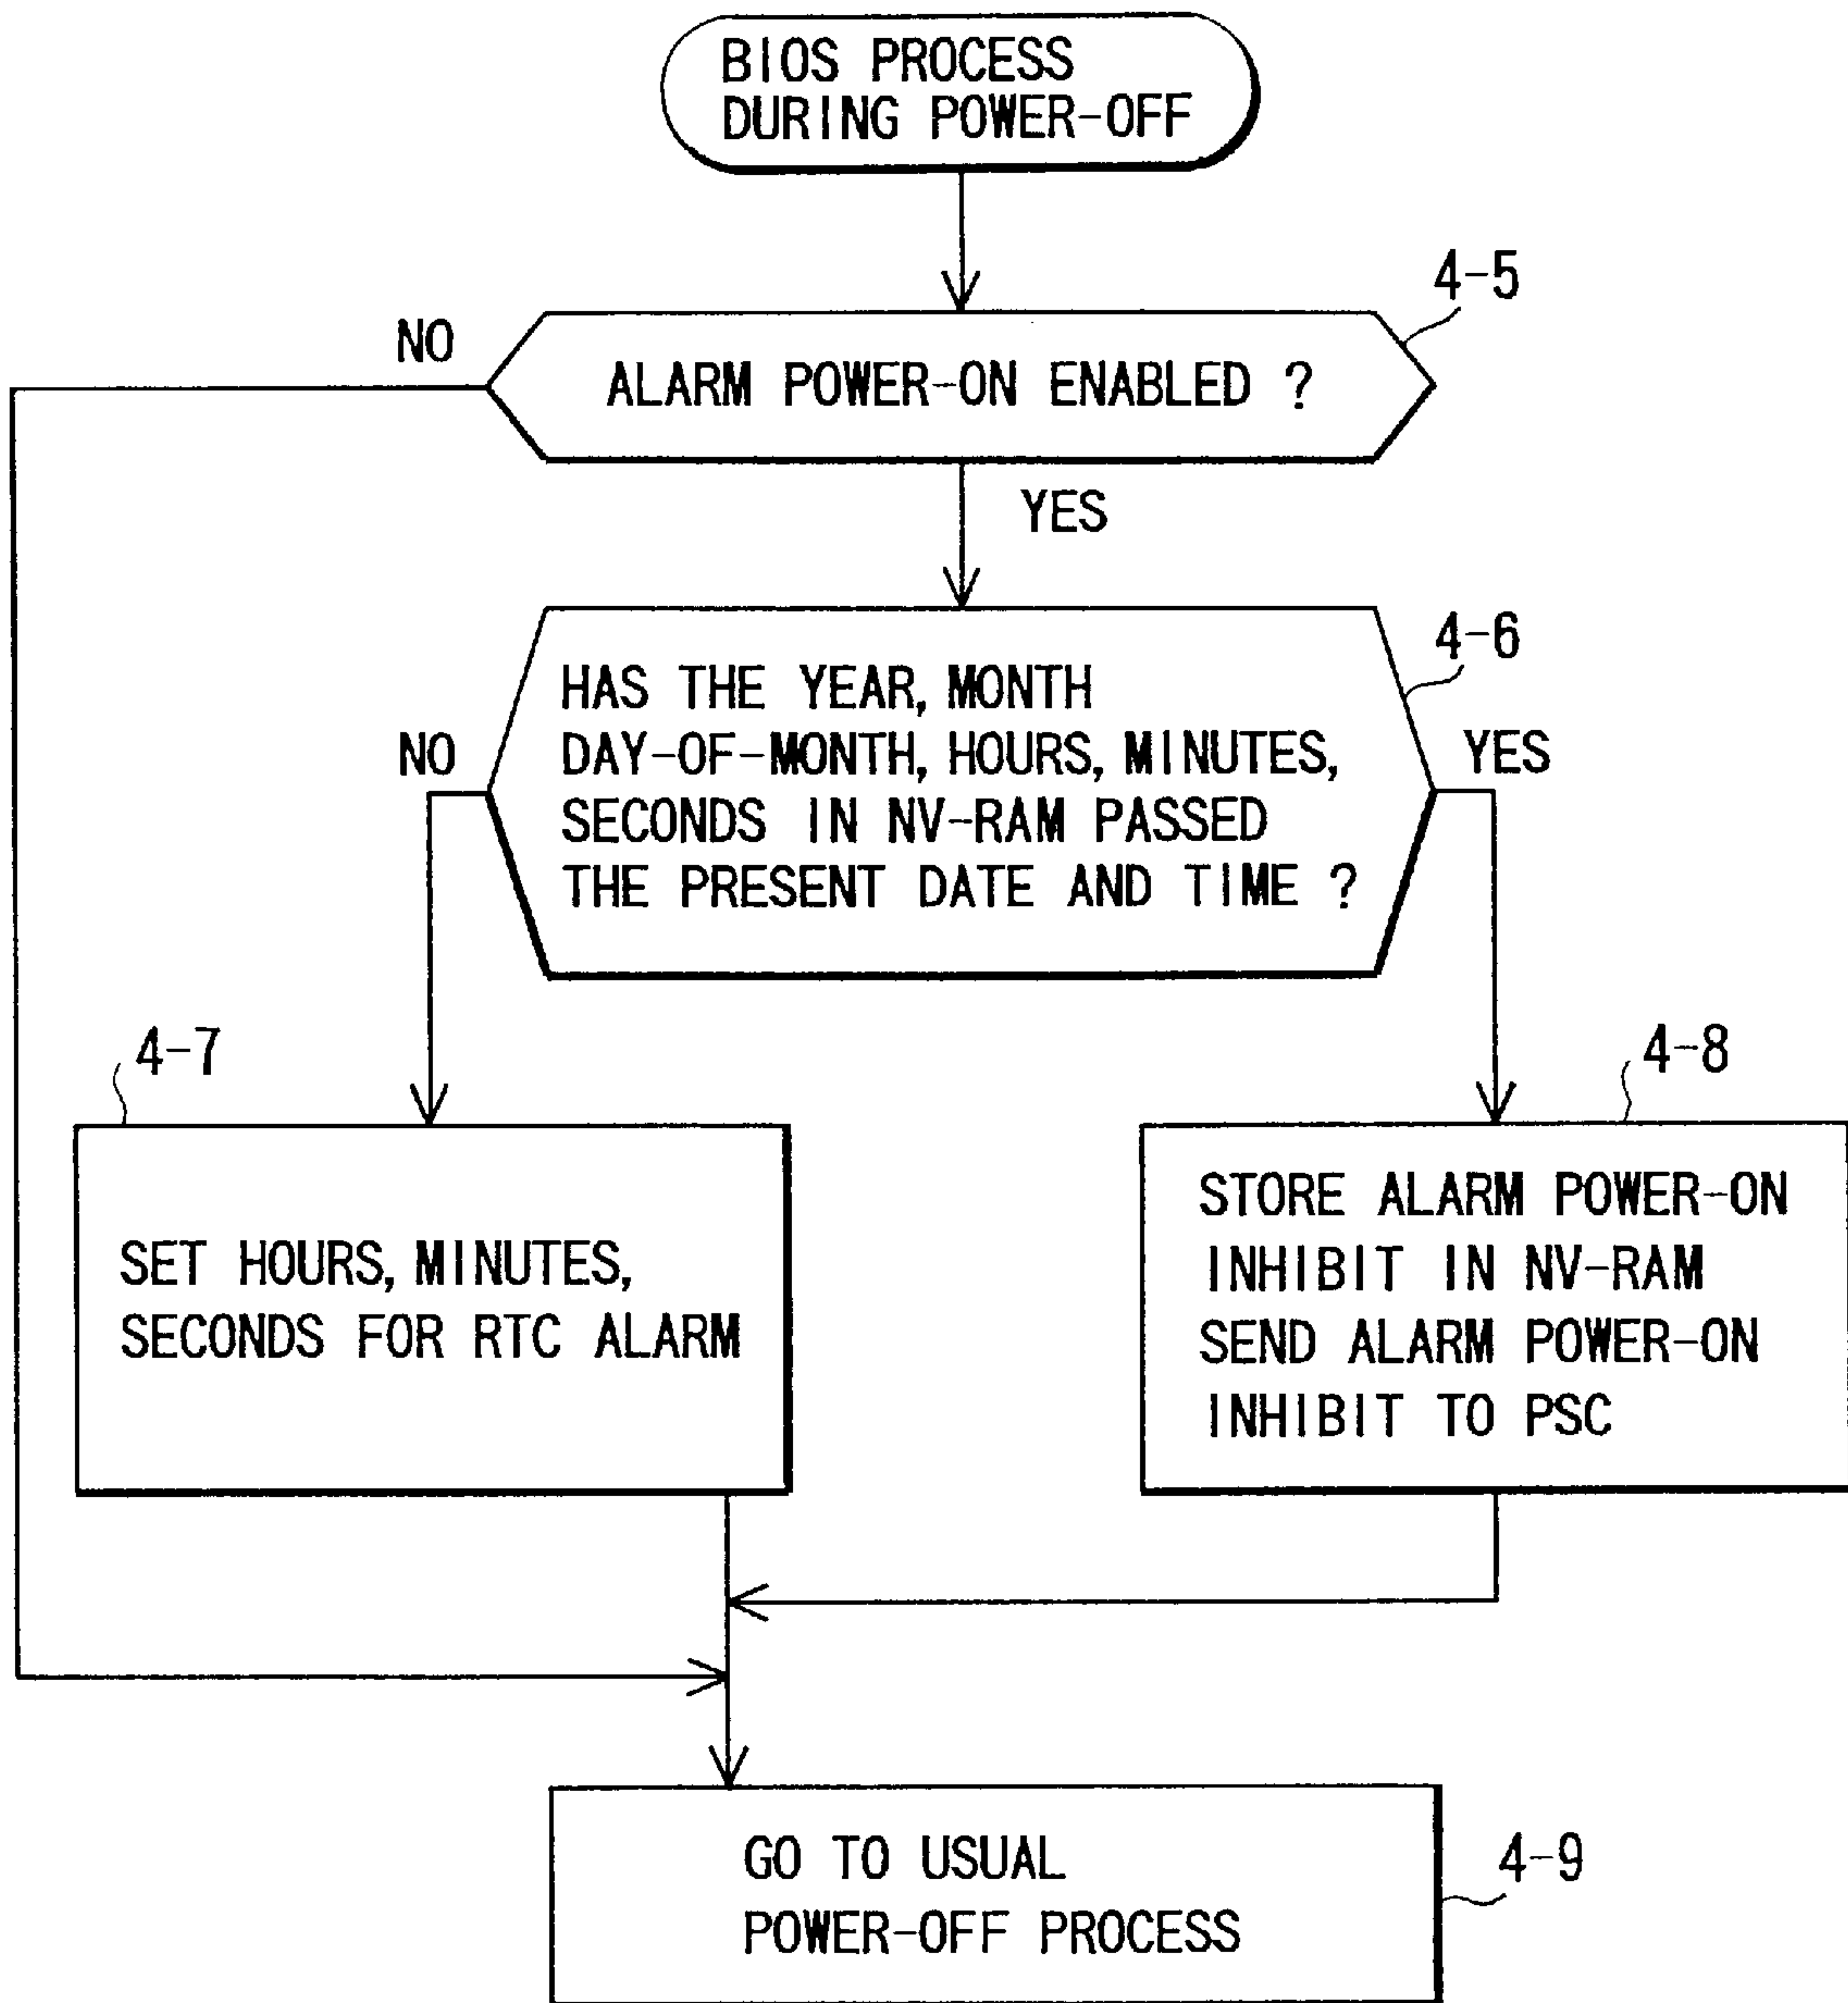 BIOS PROCESS
DURING POWER-OFF
4-5
NO
ALARM POWER-ON ENABLED ?
YES
4-6
HAS THE YEAR, MONTH
DAY-OF-MONTH, HOURS, MINUTES,
SECONDS IN NV-RAM PASSED
THE PRESENT DATE AND TIME ?
NO
YES
4-7
4-8
SET HOURS, MINUTES,
SECONDS FOR RTC ALARM
STORE ALARM POWER-ON
INHIBIT IN NV-RAM
SEND ALARM POWER-ON
INHIBIT TO PSC
GO TO USUAL
POWER-OFF PROCESS
4-9